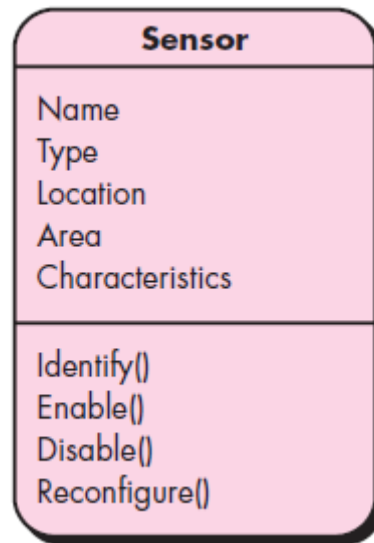 Sensor
Name
Type
Location
Area
Characteristics
Identify()
Enable()
Disable()
Reconfigure()